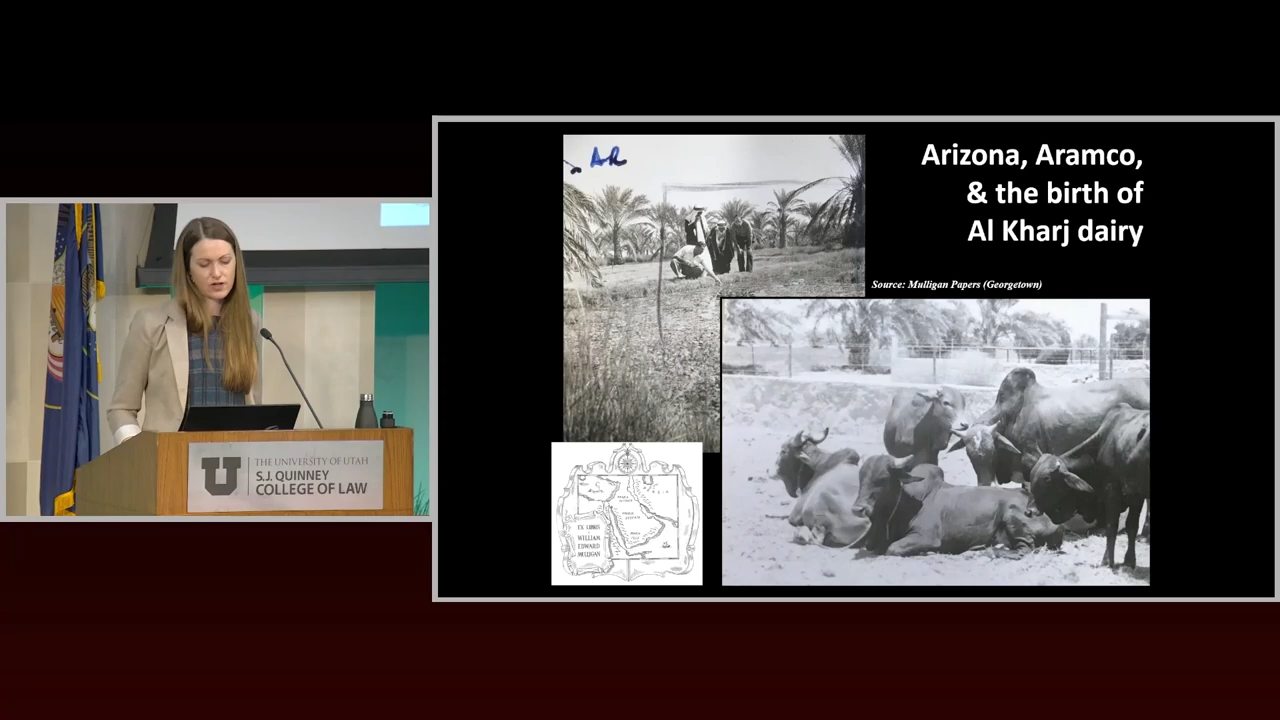 AR
Arizona, Aramco,
& the birth of
Al Kharj dairy
Source: Mulligan Papers (Georgetown)
EX LIBRIS
WILLIAM
EDWARD
MULLIGAN
U
THE UNIVERSITY OF UTAH
S.J. QUINNEY
COLLEGE OF LAW